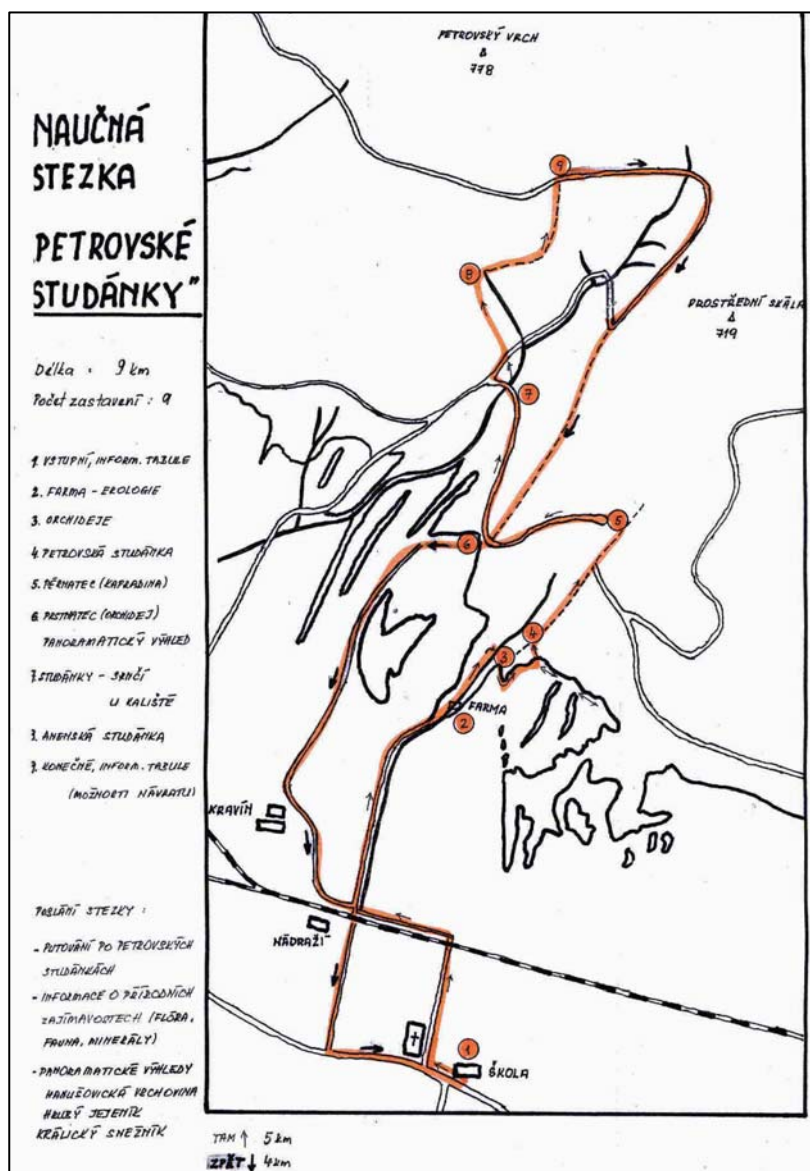 NAUČNÁ
STEZKA
PETROVSKÉ
STUDÁNKY"
Délka : 9 km
Počet zastavení : 9
1. VSTUPNÍ, INFORM. TABULE
2. FARMA - EKOLOGIE
3. ORCHIDEJE
4. PETROVSKÁ STUDÁNKA
5. PÉRNATEC (KAPRADINA)
6. PRSTNATEC (ORCHIDEJ)
PANORAMATICKÝ VÝHLED
7. STUDÁNKY - SRNČÍ
U KALIŠTĚ
8. ANENSKÁ STUDÁNKA
9. KONEČNÉ, INFORM. TABULE
(MOŽNOSTI NÁVRATU)
POSLÁNÍ STEZKY :
- PUTOVÁNÍ PO PETROVSKÝCH
STUDÁNKÁCH
- INFORMACE O PŘÍRODNÍCH
ZAJÍMAVOSTECH (FLÓRA,
FAUNA, MINERÁLY)
- PANORAMATICKÉ VÝHLEDY
HANUŠOVICKÁ VRCHOVINA
HRUBÝ JESENÍK
KRÁLICKÝ SNEŽNÍK
PETROVSKÝ VRCH
778
9
8
PROSTŘEDNÍ SKÁLA
719
7
5
6
4
3
FARMA
2
KRAVÍN
NÁDRAŽÍ
1
ŠKOLA
TAM ↑ 5 km
ZPĚT ↓ 4 km